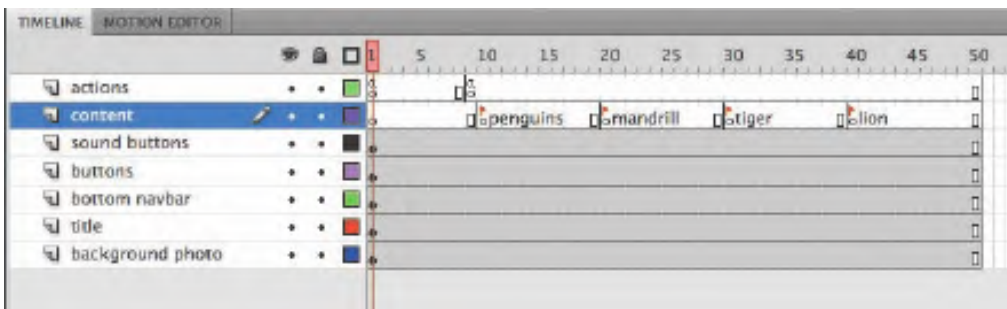 TIMELINE MOTION EDITOR
1 5 10 15 20 25 30 35 40 45 50
actions
content penguins mandrill tiger lion
sound buttons
buttons
bottom navbar
title
background photo